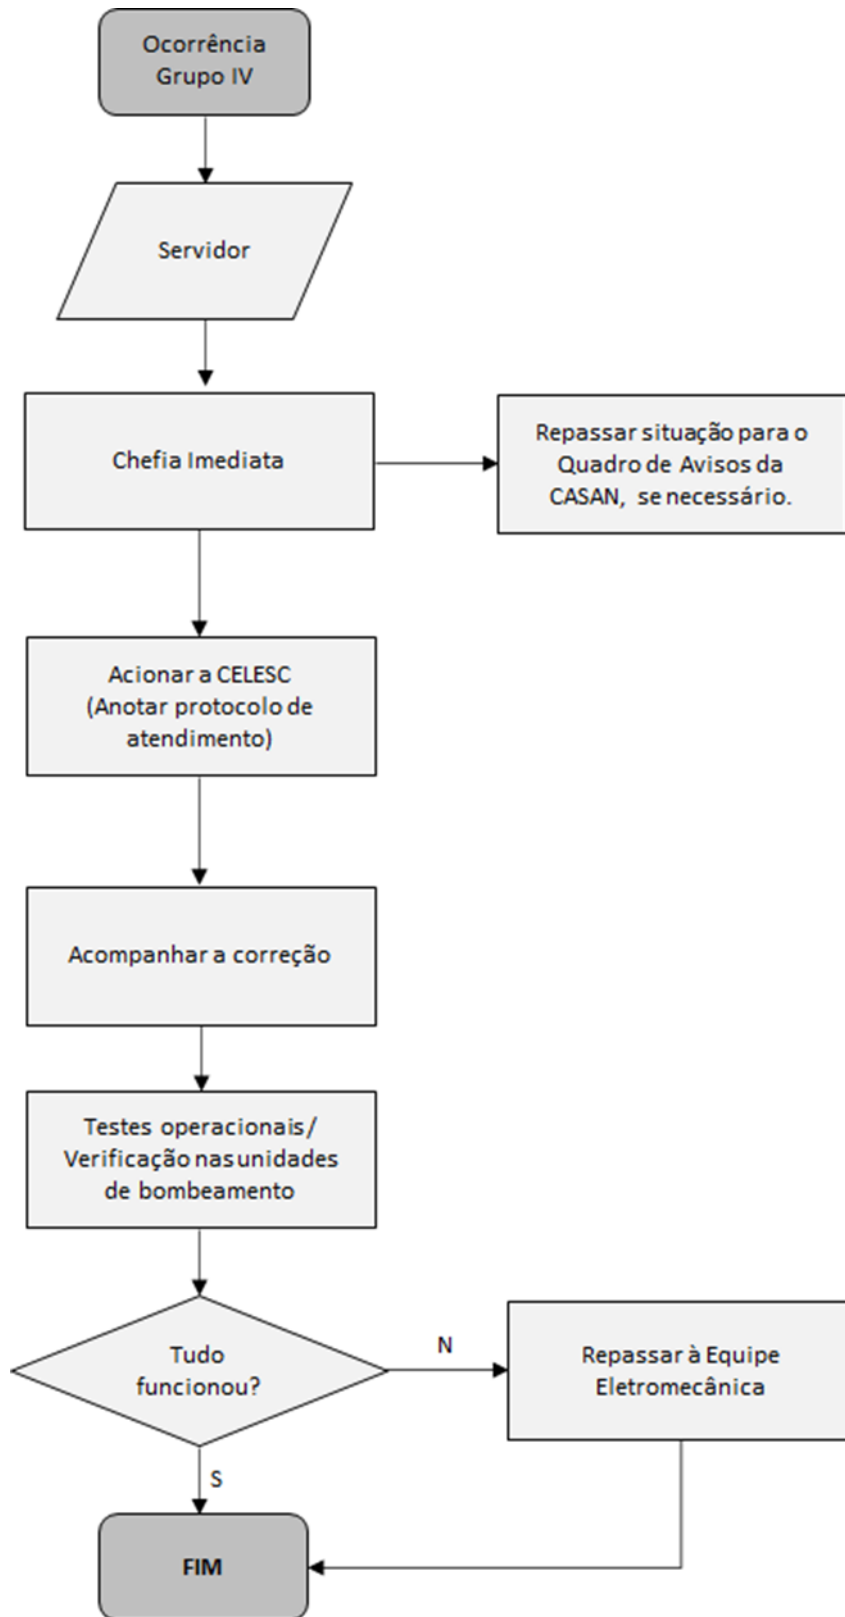 Ocorrência
Grupo IV
Servidor
Chefia Imediata
Repassar situação para o
Quadro de Avisos da
CASAN, se necessário.
Acionar a CELESC
(Anotar protocolo de
atendimento)
Acompanhar a correção
Testes operacionais/
Verificação nas unidades
de bombeamento
Tudo
funcionou?
N
Repassar à Equipe
Eletromecânica
S
FIM